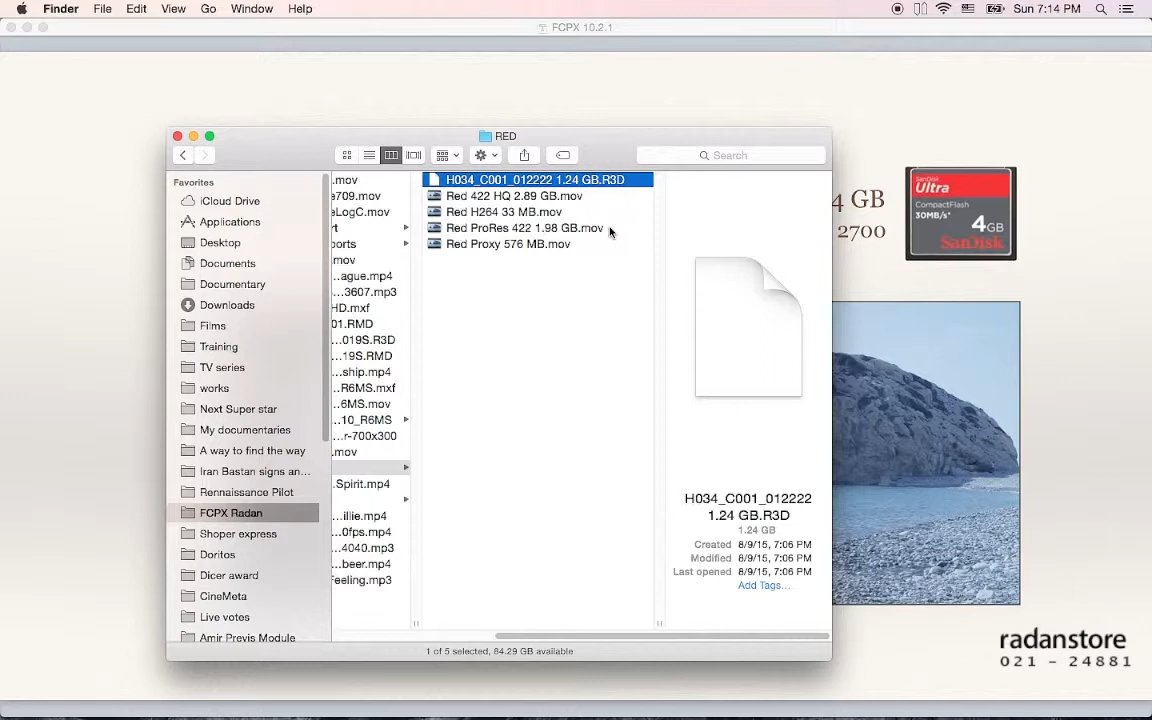 Finder File Edit View Go Window Help Sun 7:14 PM
FCPX 10.2.1
RED
Search
Favorites
iCloud Drive
Applications
Desktop
Documents
Documentary
Downloads
Films
Training
TV series
works
Next Super star
My documentaries
A way to find the way
Iran Bastan signs an...
Rennaissance Pilot
FCPX Radan
Shoper express
Doritos
Dicer award
CineMeta
Live votes
Amir Previs Module
.mov
e709.mov
eLogC.mov
rt
ports
.mov
...ague.mp4
...3607.mp3
HD.mxf
01.RMD
...019S.R3D
...19S.RMD
...ship.mp4
...R6MS.mxf
...6MS.mov
...10_R6MS
...r-700x300
.mov
.Spirit.mp4
...illie.mp4
...0fps.mp4
...4040.mp3
...beer.mp4
Feeling.mp3
H034_C001_012222 1.24 GB.R3D
Red 422 HQ 2.89 GB.mov
Red H264 33 MB.mov
Red ProRes 422 1.98 GB.mov
Red Proxy 576 MB.mov
H034_C001_012222
1.24 GB.R3D
1.24 GB
Created 8/9/15, 7:06 PM
Modified 8/9/15, 7:06 PM
Last opened 8/9/15, 7:06 PM
Add Tags...
1 of 5 selected, 84.29 GB available
4 GB
2700
SanDisk
Ultra
CompactFlash
30MB/s
4GB
SanDisk
radanstore
021 - 24881